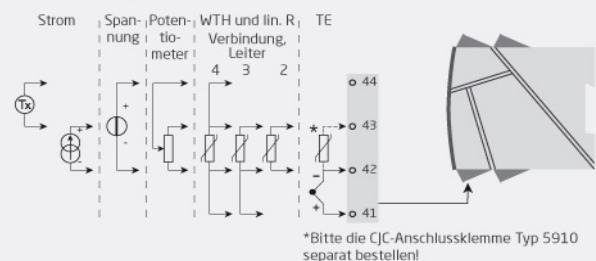 Strom
Span-
nung
Poten-
tio-
meter
WTH und lin. R
Verbindung,
Leiter
4 3 2
TE
Tx
+
-
+
-
*
-
+
44
43
42
41
*Bitte die CJC-Anschlussklemme Typ 5910
separat bestellen!